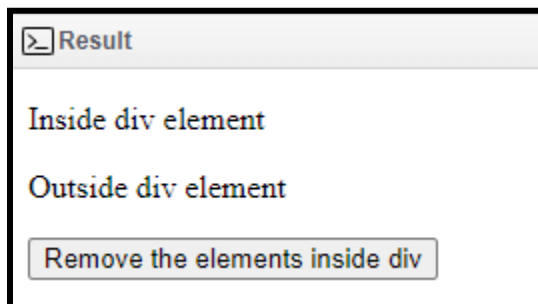 Result
Inside div element
Outside div element
Remove the elements inside div